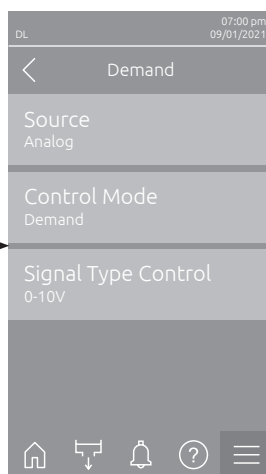 07:00 pm
DL
09/01/2021
Demand
Source
Analog
Control Mode
Demand
Signal Type Control
0-10V
?